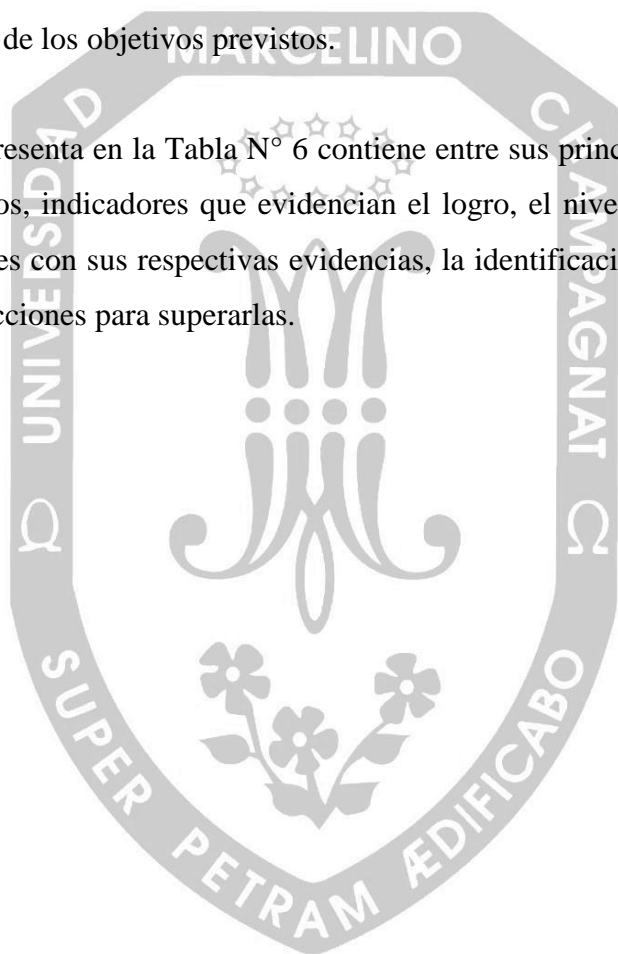 de los objetivos previstos.
resenta en la Tabla N° 6 contiene entre sus princ
os, indicadores que evidencian el logro, el nive
es con sus respectivas evidencias, la identificaci
cciones para superarlas.
UNIVERSIDAD MARCELINO CHAMPAGNAT
Ω Ω
SUPER PETRAM ÆDIFICABO